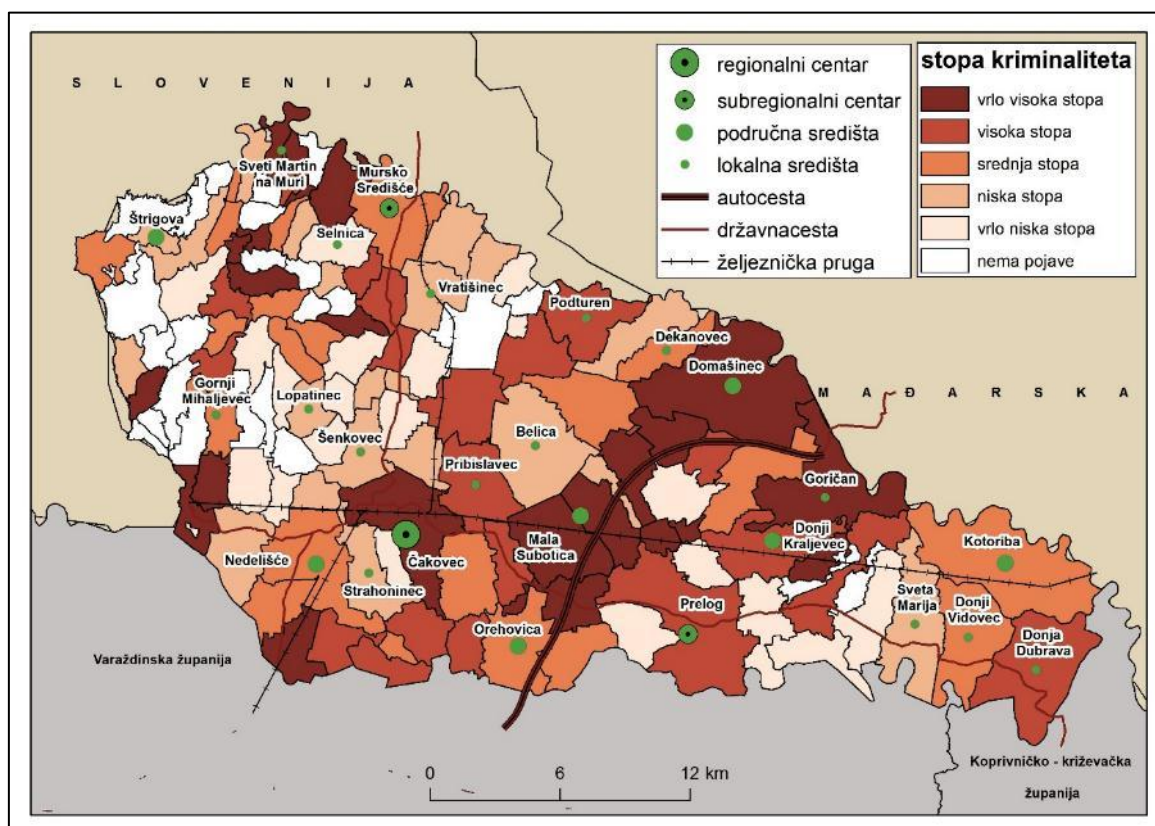 S L O V E N I J A
M A Đ A R S K A
Varaždinska županija
Koprivničko - križevačka
županija
Sveti Martin
na Muri
Mursko
Središće
Štrigova
Selnica
Vratišinec
Podturen
Dekanovec
Domašinec
Gornji
Mihaljevec
Lopatinec
Šenkovec
Belica
Pribislavec
Goričan
Mala
Subotica
Donji
Kraljevec
Kotoriba
Nedelišće
Čakovec
Strahoninec
Sveta
Marija
Donji
Vidovec
Prelog
Orehovica
Donja
Dubrava
0 6 12 km
regionalni centar
subregionalni centar
područna središta
lokalna središta
autocesta
državnacesta
željeznička pruga
stopa kriminaliteta
vrlo visoka stopa
visoka stopa
srednja stopa
niska stopa
vrlo niska stopa
nema pojave